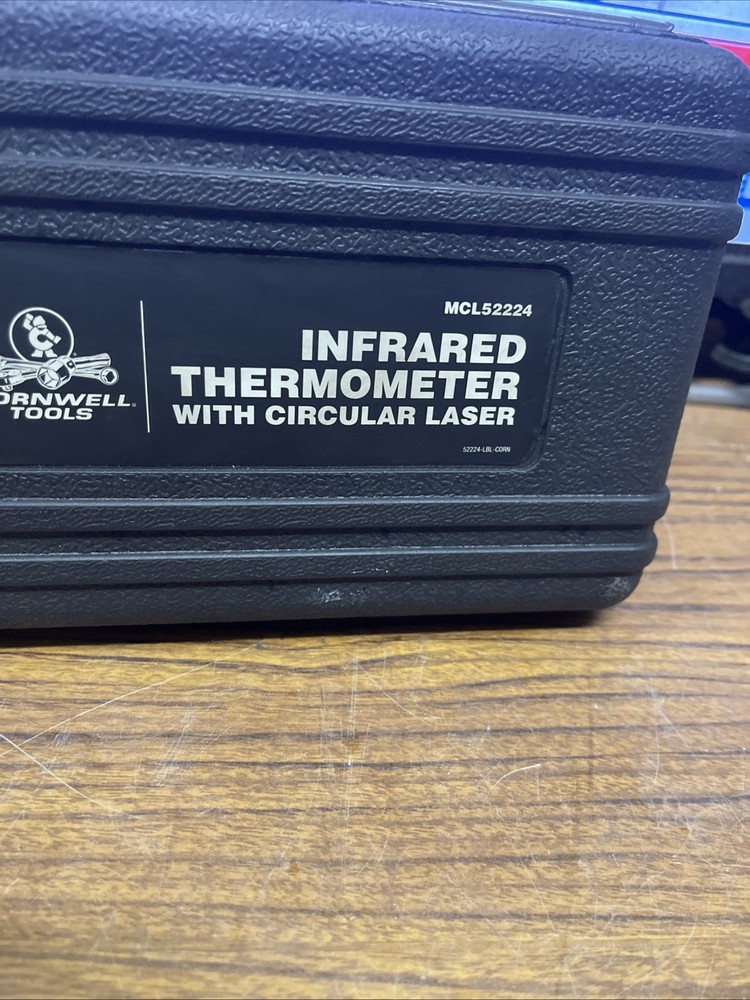 ORNWELL®
TOOLS
MCL52224
INFRARED
THERMOMETER
WITH CIRCULAR LASER
52224-LBL-CORN